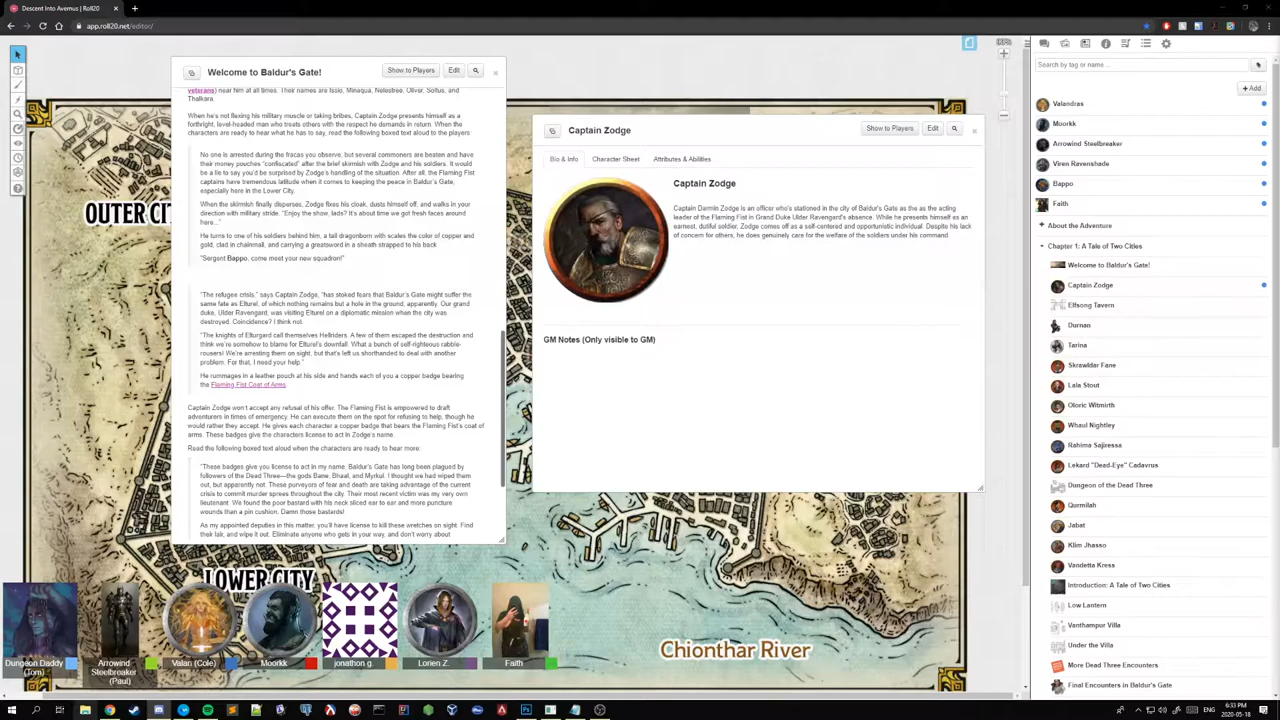 Descent Into Avernus | Roll20
app.roll20.net/editor/
Welcome to Baldur's Gate!
Show to Players
Edit
veterans) near him at all times. Their names are Issio, Minaqua, Nelestree, Oliver, Soltus, and
Thalkara.
When he's not flexing his military muscle or taking bribes, Captain Zodge presents himself as a
forthright, level-headed man who treats others with the respect he demands in return. When the
characters are ready to hear what he has to say, read the following boxed text aloud to the players:
No one is arrested during the fracas you observe, but several commoners are beaten and have
their money pouches "confiscated" after the brief skirmish with Zodge and his soldiers. It would
be a lie to say you'd be surprised by Zodge's handling of the situation. After all, the Flaming Fist
captains have tremendous latitude when it comes to keeping the peace in Baldur's Gate,
especially here in the Lower City.
When the skirmish finally disperses, Zodge fixes his cloak, dusts himself off, and walks in your
direction with military stride. "Enjoy the show, lads? It's about time we got fresh faces around
here..."
He turns to one of his soldiers behind him, a tall dragonborn with scales the color of copper and
gold, clad in chainmail, and carrying a greatsword in a sheath strapped to his back
"Sergent Bappo, come meet your new squadron!"
"The refugee crisis," says Captain Zodge, "has stoked fears that Baldur's Gate might suffer the
same fate as Elturel, of which nothing remains but a hole in the ground, apparently. Our grand
duke, Ulder Ravengard, was visiting Elturel on a diplomatic mission when the city was
destroyed. Coincidence? I think not.
"The knights of Elturgard call themselves Hellriders. A few of them escaped the destruction and
think we're somehow to blame for Elturel's downfall. What a bunch of self-righteous rabble-
rousers! We're arresting them on sight, but that's left us shorthanded to deal with another
problem. For that, I need your help."
He rummages in a leather pouch at his side and hands each of you a copper badge bearing
the Flaming Fist Coat of Arms
Captain Zodge won't accept any refusal of his offer. The Flaming Fist is empowered to draft
adventurers in times of emergency. He can execute them on the spot for refusing to help, though he
would rather they accept. He gives each character a copper badge that bears the Flaming Fist's coat of
arms. These badges give the characters license to act in Zodge's name.
Read the following boxed text aloud when the characters are ready to hear more:
"These badges give you license to act in my name. Baldur's Gate has long been plagued by
followers of the Dead Three—the gods Bane, Bhaal, and Myrkul. I thought we had wiped them
out, but apparently not. These purveyors of fear and death are taking advantage of the current
crisis to commit murder sprees throughout the city. Their most recent victim was my very own
lieutenant. We found the poor bastard with his neck sliced ear to ear and more puncture
wounds than a pin cushion. Damn those bastards!
As my appointed deputies in this matter, you'll have license to kill these wretches on sight. Find
their lair, and wipe it out. Eliminate anyone who gets in your way, and don't worry about
Captain Zodge
Show to Players
Edit
Bio & Info
Character Sheet
Attributes & Abilities
Captain Zodge
Captain Darmin Zodge is an officer who's stationed in the city of Baldur's Gate as the as the acting
leader of the Flaming Fist in Grand Duke Ulder Ravengard's absence. While he presents himself as an
earnest, dutiful soldier, Zodge comes off as a self-centered and opportunistic individual. Despite his lack
of concern for others, he does genuinely care for the welfare of the soldiers under his command.
GM Notes (Only visible to GM)
OUTER CI
LOWER CITY
Chionthar River
Dungeon Daddy
(Tom)
Arrowind
Steelbreaker
(Paul)
Valan (Cole)
Moorkk
jonathon g.
Lorien Z.
Faith
Search by tag or name...
+ Add
Valandras
Moorkk
Arrowind Steelbreaker
Viren Ravenshade
Bappo
Faith
About the Adventure
Chapter 1: A Tale of Two Cities
Welcome to Baldur's Gate!
Captain Zodge
Elfsong Tavern
Durnan
Tarina
Skrawldar Fane
Lala Stout
Oloric Witmirth
Whaul Nightley
Rahima Sajiressa
Lekard "Dead-Eye" Cadavrus
Dungeon of the Dead Three
Qurmilah
Jabat
Klim Jhasso
Vendetta Kress
Introduction: A Tale of Two Cities
Low Lantern
Vanthampur Villa
Under the Villa
More Dead Three Encounters
Final Encounters in Baldur's Gate
ENG
6:33 PM
2020-05-18